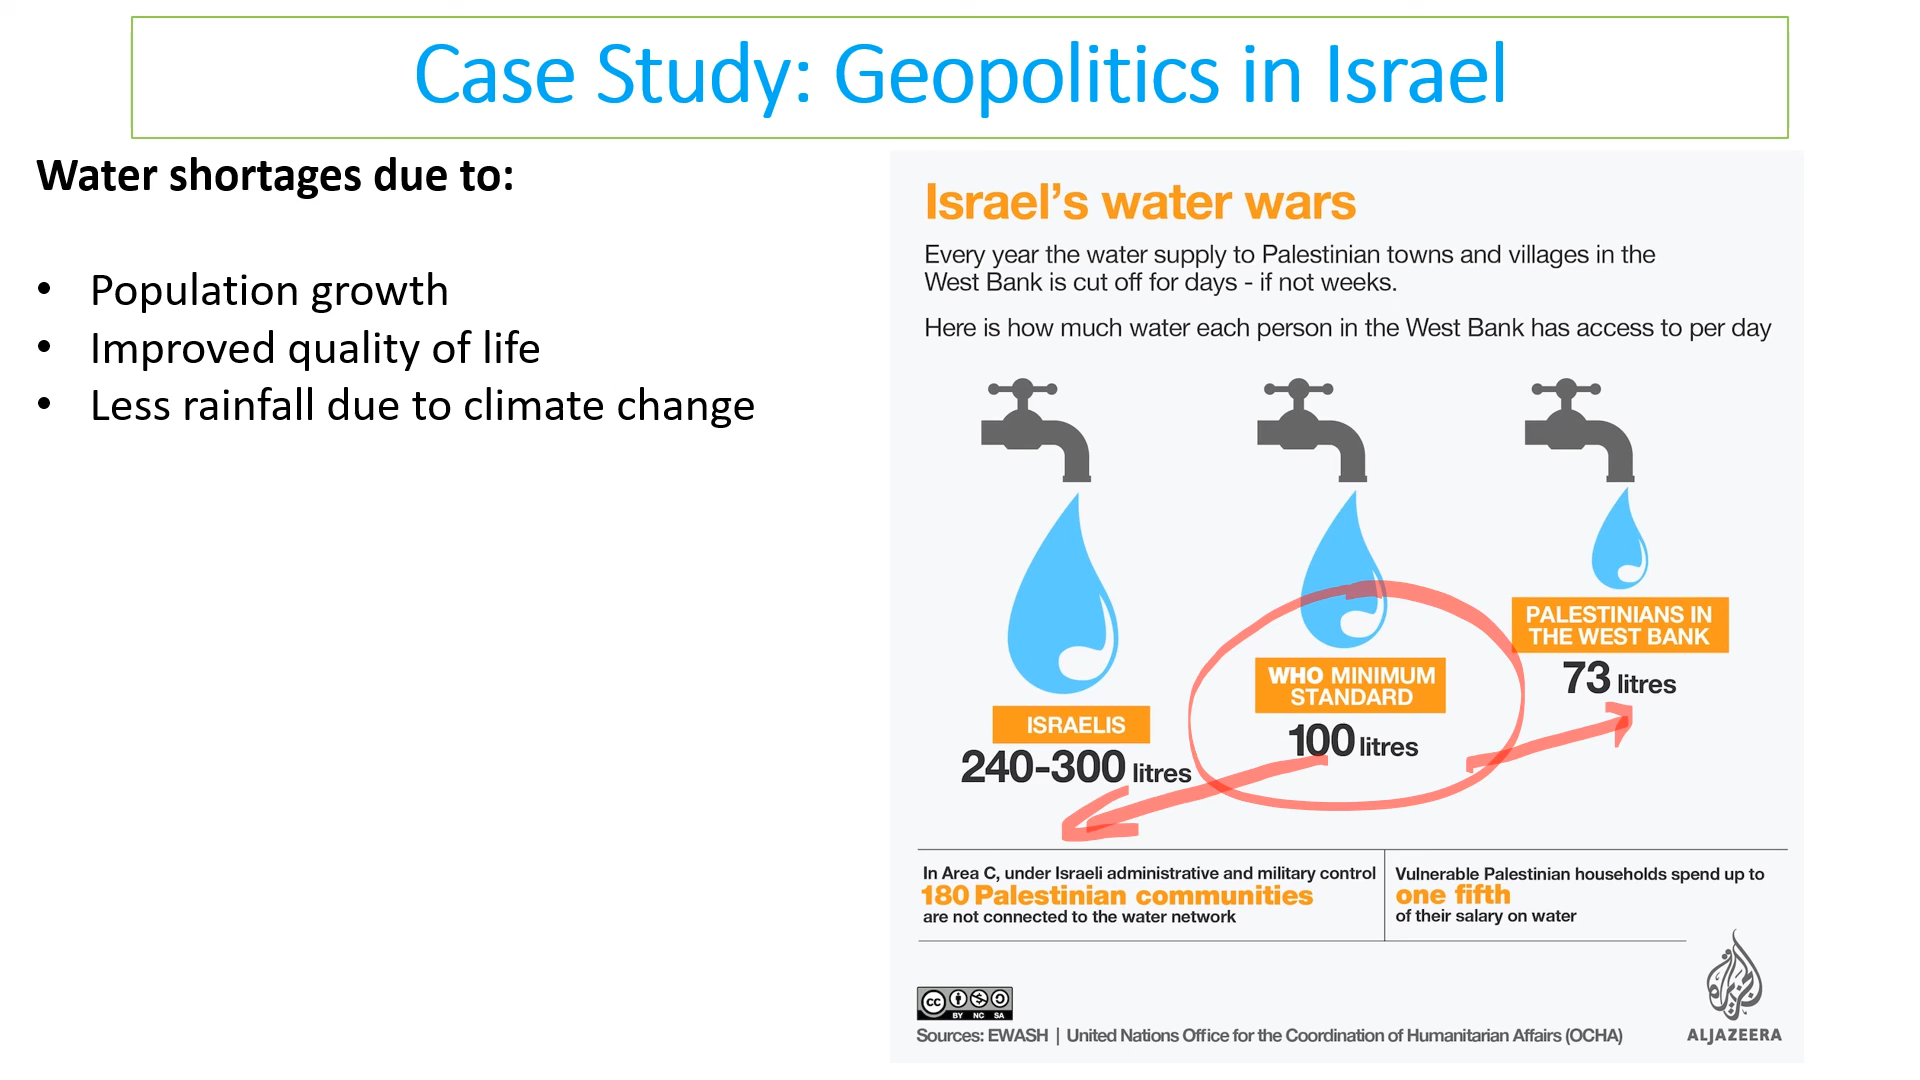 Case Study: Geopolitics in Israel
Water shortages due to:
• Population growth
• Improved quality of life
• Less rainfall due to climate change
Israel's water wars
Every year the water supply to Palestinian towns and villages in the
West Bank is cut off for days - if not weeks.
Here is how much water each person in the West Bank has access to per day
ISRAELIS
240-300 litres
WHO MINIMUM
STANDARD
100 litres
PALESTINIANS IN
THE WEST BANK
73 litres
In Area C, under Israeli administrative and military control
180 Palestinian communities
are not connected to the water network
Vulnerable Palestinian households spend up to
one fifth
of their salary on water
cc
BY NC SA
Sources: EWASH | United Nations Office for the Coordination of Humanitarian Affairs (OCHA)
ALJAZEERA